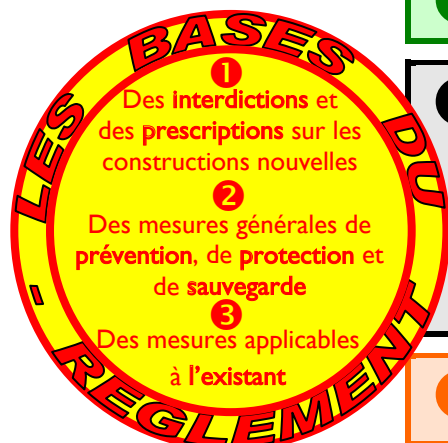 - LES BASES DU REGLEMENT
❶
Des interdictions et
des prescriptions sur les
constructions nouvelles
❷
Des mesures générales de
prévention, de protection et
de sauvegarde
❸
Des mesures applicables
à l'existant